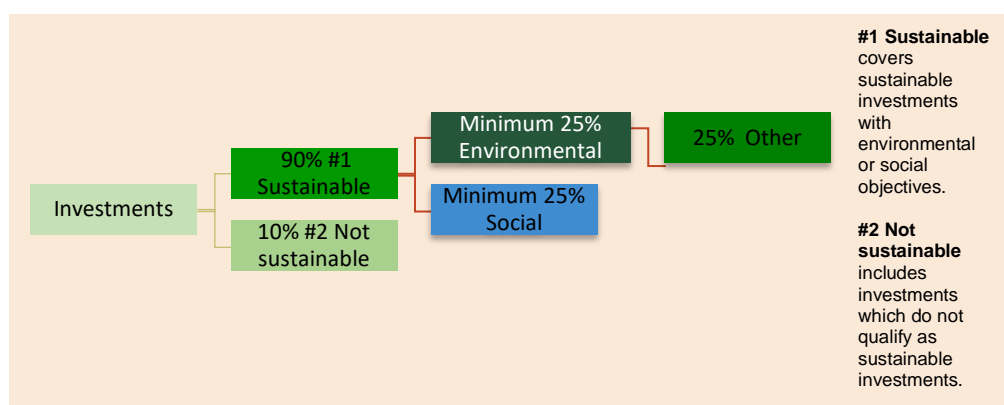 Investments
90% #1
Sustainable
10% #2 Not
sustainable
Minimum 25%
Environmental
Minimum 25%
Social
25% Other
#1 Sustainable
covers
sustainable
investments
with
environmental
or social
objectives.
#2 Not
sustainable
includes
investments
which do not
qualify as
sustainable
investments.